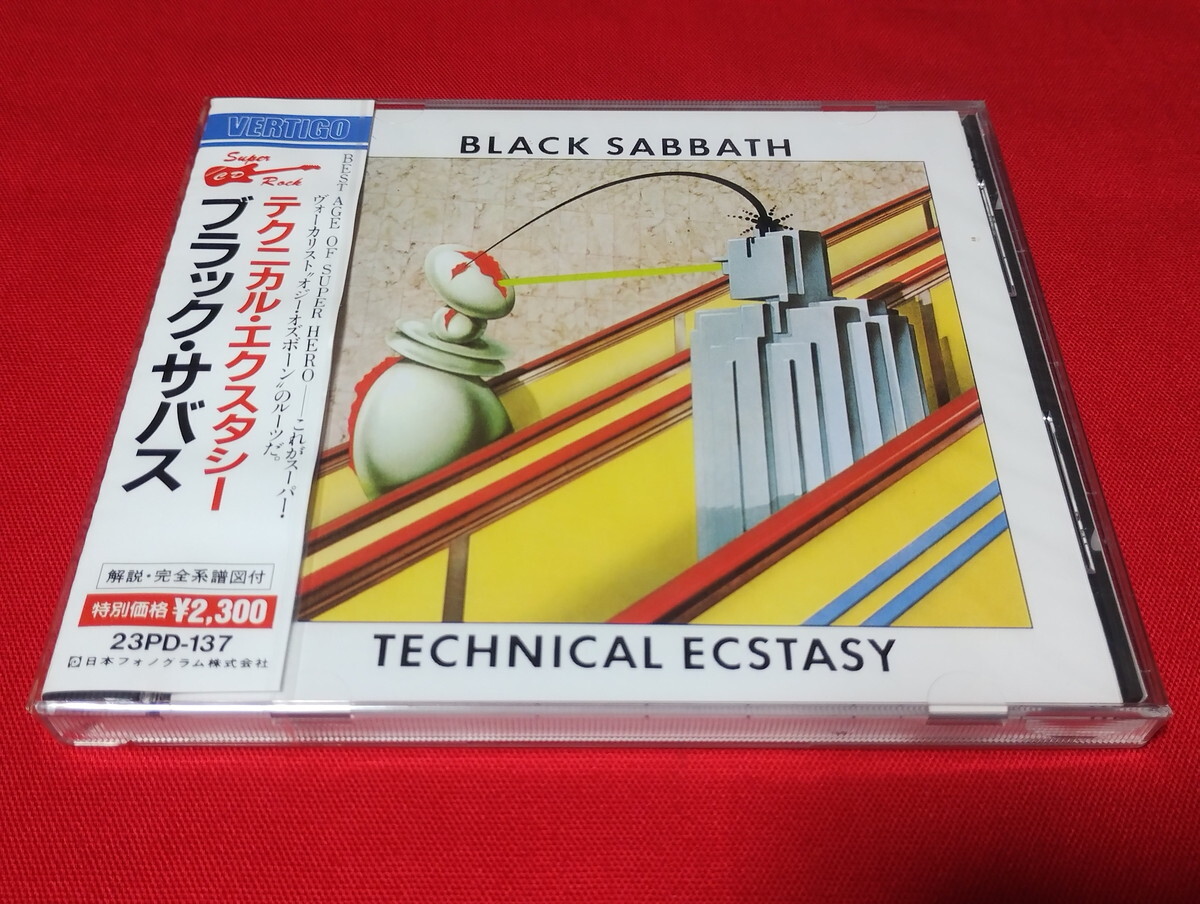 VERTIGO
Super
CD
Rock
BEST AGE OF SUPER HERO──これがスーパー・
ヴォーカリスト"オジー・オズボーン"のルーツだ。
テクニカル・エクスタシー
ブラック・サバス
解説・完全系譜図付
特別価格 ¥2,300
23PD-137
日本フォノグラム株式会社
BLACK SABBATH
TECHNICAL ECSTASY